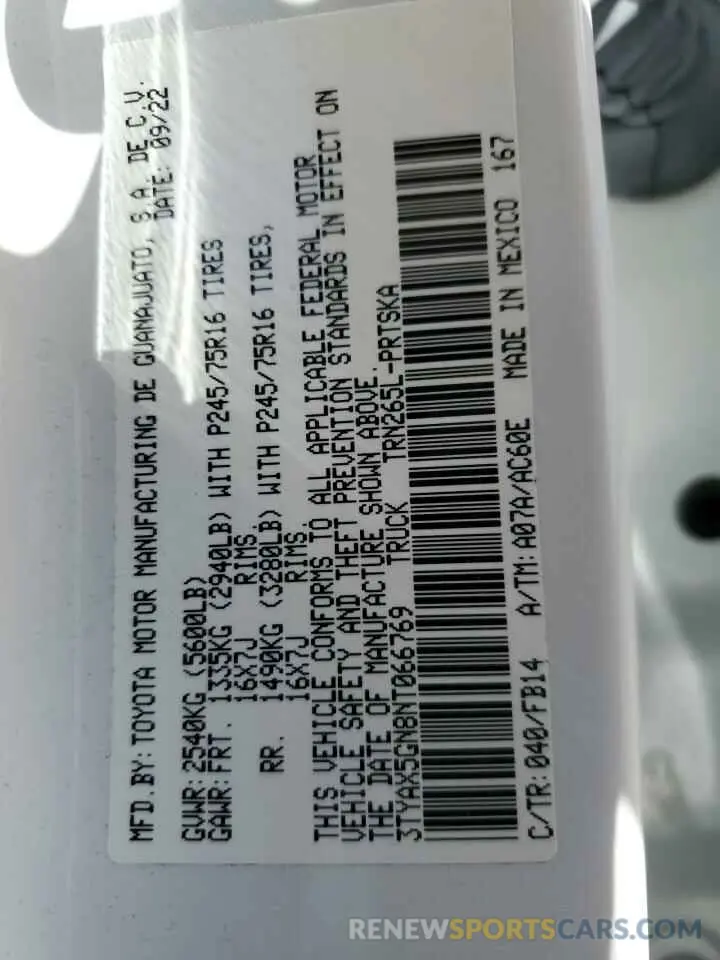 MFD.BY:TOYOTA MOTOR MANUFACTURING DE GUANAJUATO, S.A. DE C.V.
DATE: 09/22
GVWR:2540KG (5600LB)
GAWR:FRT. 1335KG (2940LB) WITH P245/75R16 TIRES
16X7J RIMS.
RR. 1490KG (3280LB) WITH P245/75R16 TIRES,
16X7J RIMS.
THIS VEHICLE CONFORMS TO ALL APPLICABLE FEDERAL MOTOR
VEHICLE SAFETY AND THEFT PREVENTION STANDARDS IN EFFECT ON
THE DATE OF MANUFACTURE SHOWN ABOVE.
3TYAX5GN8NT066769 TRUCK TRN265L-PRTSKA
C/TR:040/FB14 A/TM:A07A/AC60E MADE IN MEXICO 167
RENEWSPORTSCARS.COM